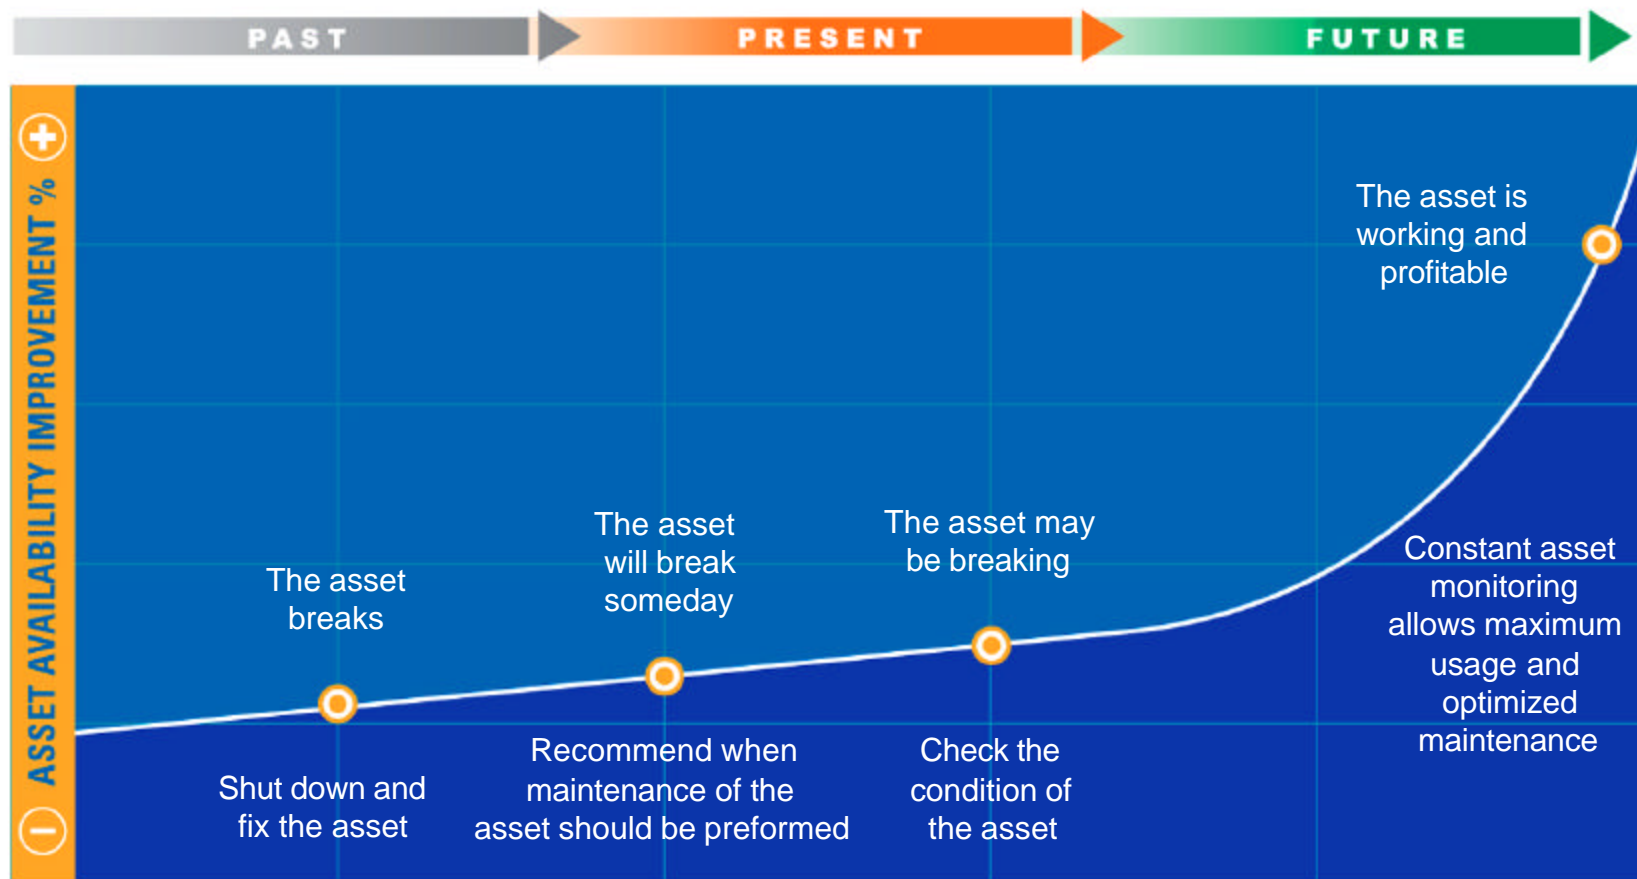 PAST
PRESENT
FUTURE
ASSET AVAILABILITY IMPROVEMENT %
The asset is
working and
profitable
The asset
breaks
The asset
will break
someday
The asset may
be breaking
Constant asset
monitoring
allows maximum
usage and
optimized
maintenance
Shut down and
fix the asset
Recommend when
maintenance of the
asset should be preformed
Check the
condition of
the asset